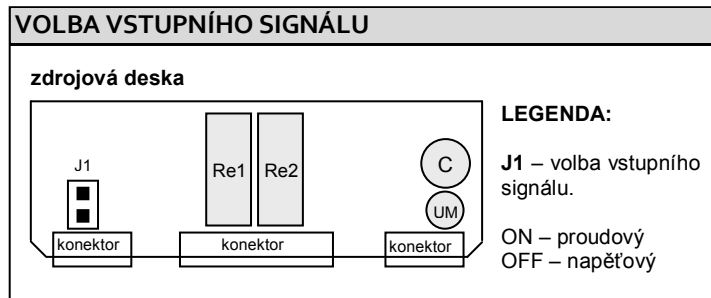 VOLBA VSTUPNÍHO SIGNÁLU
zdrojová deska
J1
Re1
Re2
C
UM
konektor
konektor
konektor
LEGENDA:
J1 – volba vstupního
signálu.
ON – proudový
OFF – napěťový